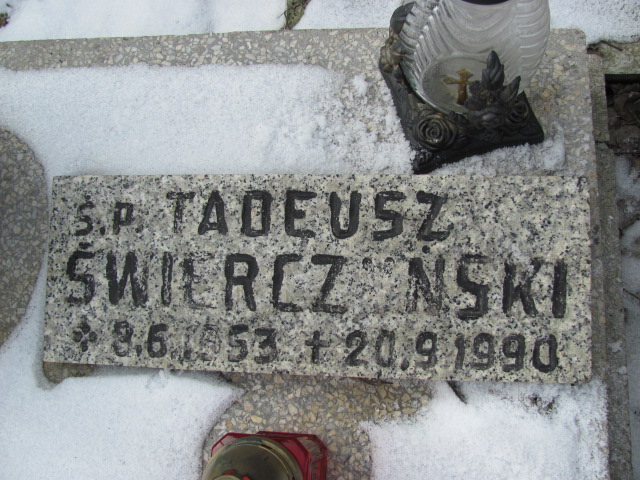 Ś.P. TADEUSZ
ŚWIERCZYŃSKI
* 8.6.1953 + 20.9.1990